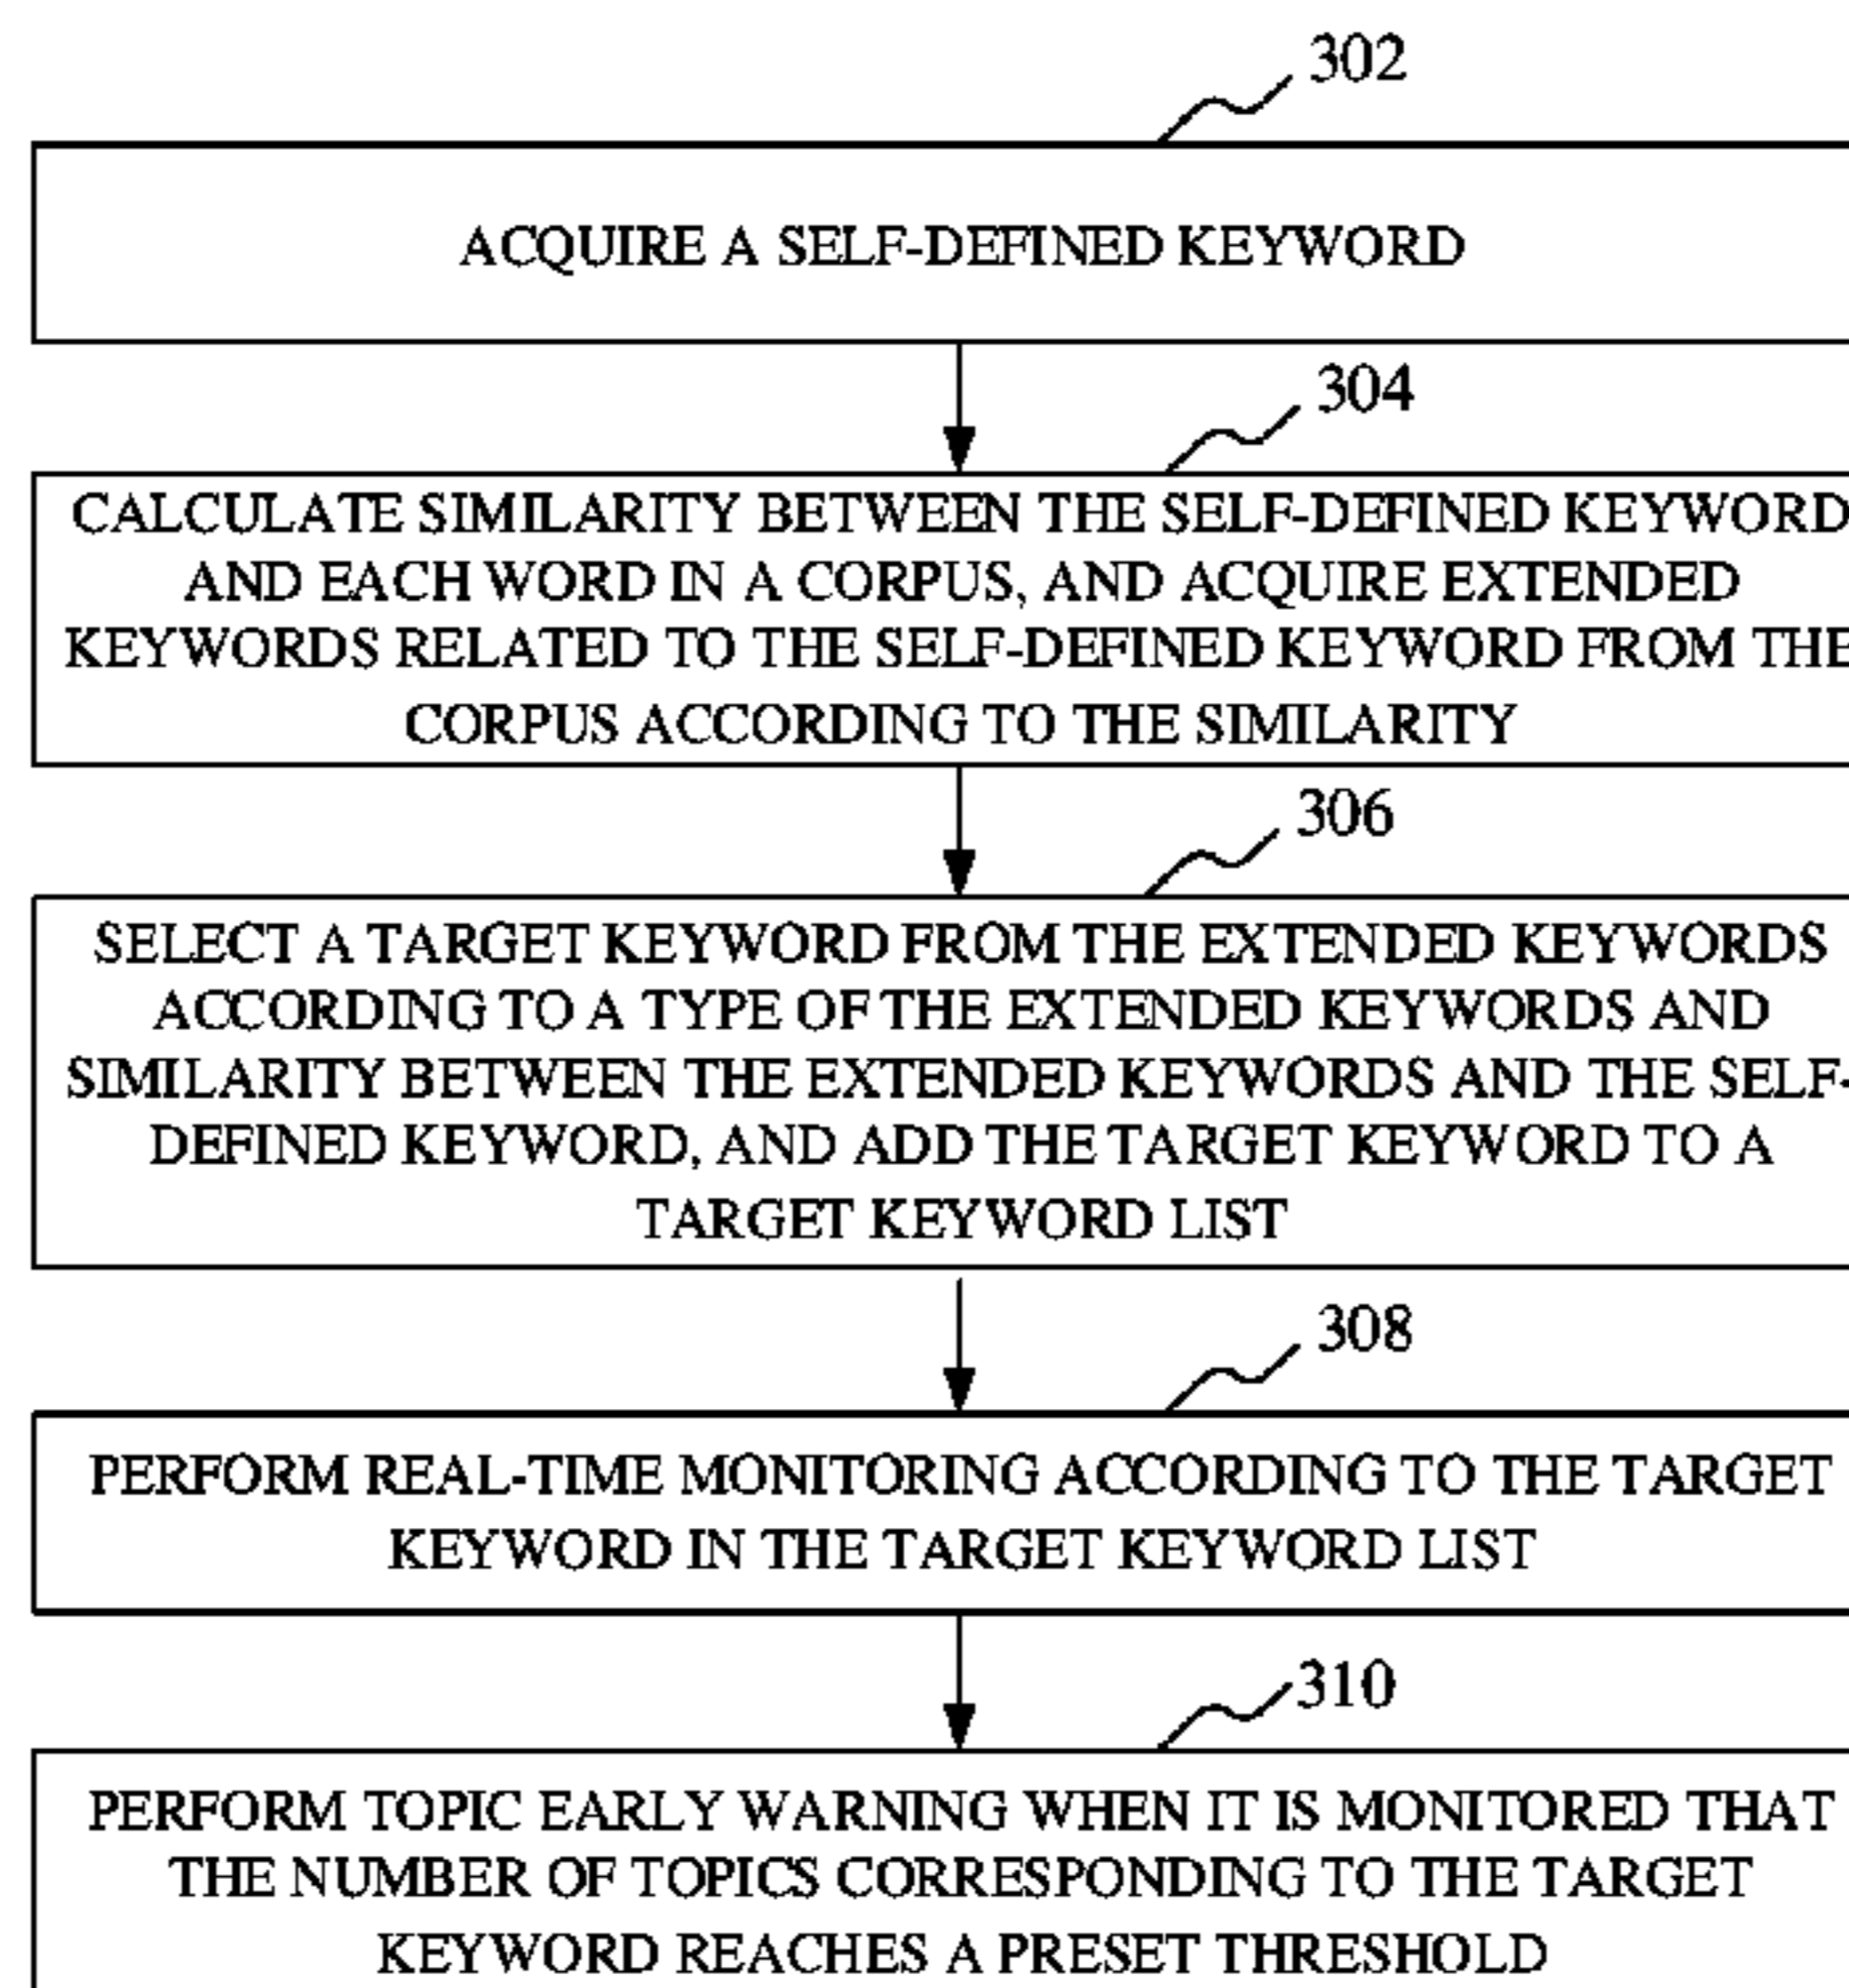 302
ACQUIRE A SELF-DEFINED KEYWORD
304
CALCULATE SIMILARITY BETWEEN THE SELF-DEFINED KEYWORD
AND EACH WORD IN A CORPUS, AND ACQUIRE EXTENDED
KEYWORDS RELATED TO THE SELF-DEFINED KEYWORD FROM THE
CORPUS ACCORDING TO THE SIMILARITY
306
SELECT A TARGET KEYWORD FROM THE EXTENDED KEYWORDS
ACCORDING TO A TYPE OF THE EXTENDED KEYWORDS AND
SIMILARITY BETWEEN THE EXTENDED KEYWORDS AND THE SELF-
DEFINED KEYWORD, AND ADD THE TARGET KEYWORD TO A
TARGET KEYWORD LIST
308
PERFORM REAL-TIME MONITORING ACCORDING TO THE TARGET
KEYWORD IN THE TARGET KEYWORD LIST
310
PERFORM TOPIC EARLY WARNING WHEN IT IS MONITORED THAT
THE NUMBER OF TOPICS CORRESPONDING TO THE TARGET
KEYWORD REACHES A PRESET THRESHOLD